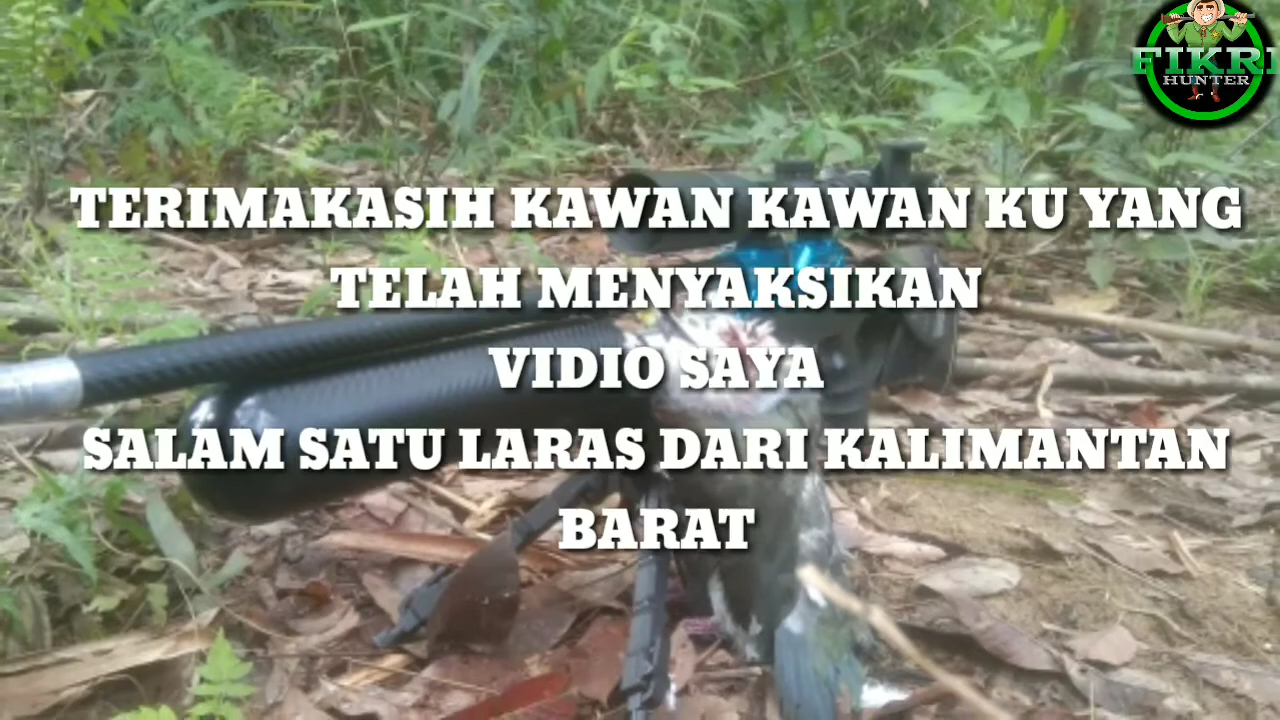 FIKRI
HUNTER
TERIMAKASIH KAWAN KAWAN KU YANG
TELAH MENYAKSIKAN
VIDIO SAYA
SALAM SATU LARAS DARI KALIMANTAN
BARAT